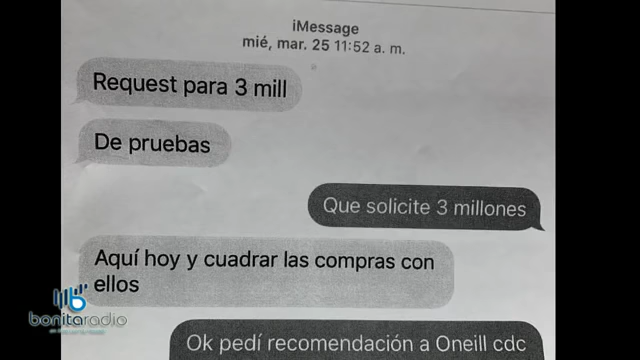 iMessage
mié, mar. 25 11:52 a. m.
Request para 3 mill
De pruebas
Que solicite 3 millones
Aquí hoy y cuadrar las compras con
ellos
Ok pedí recomendación a Oneill cdc
bonitaradio